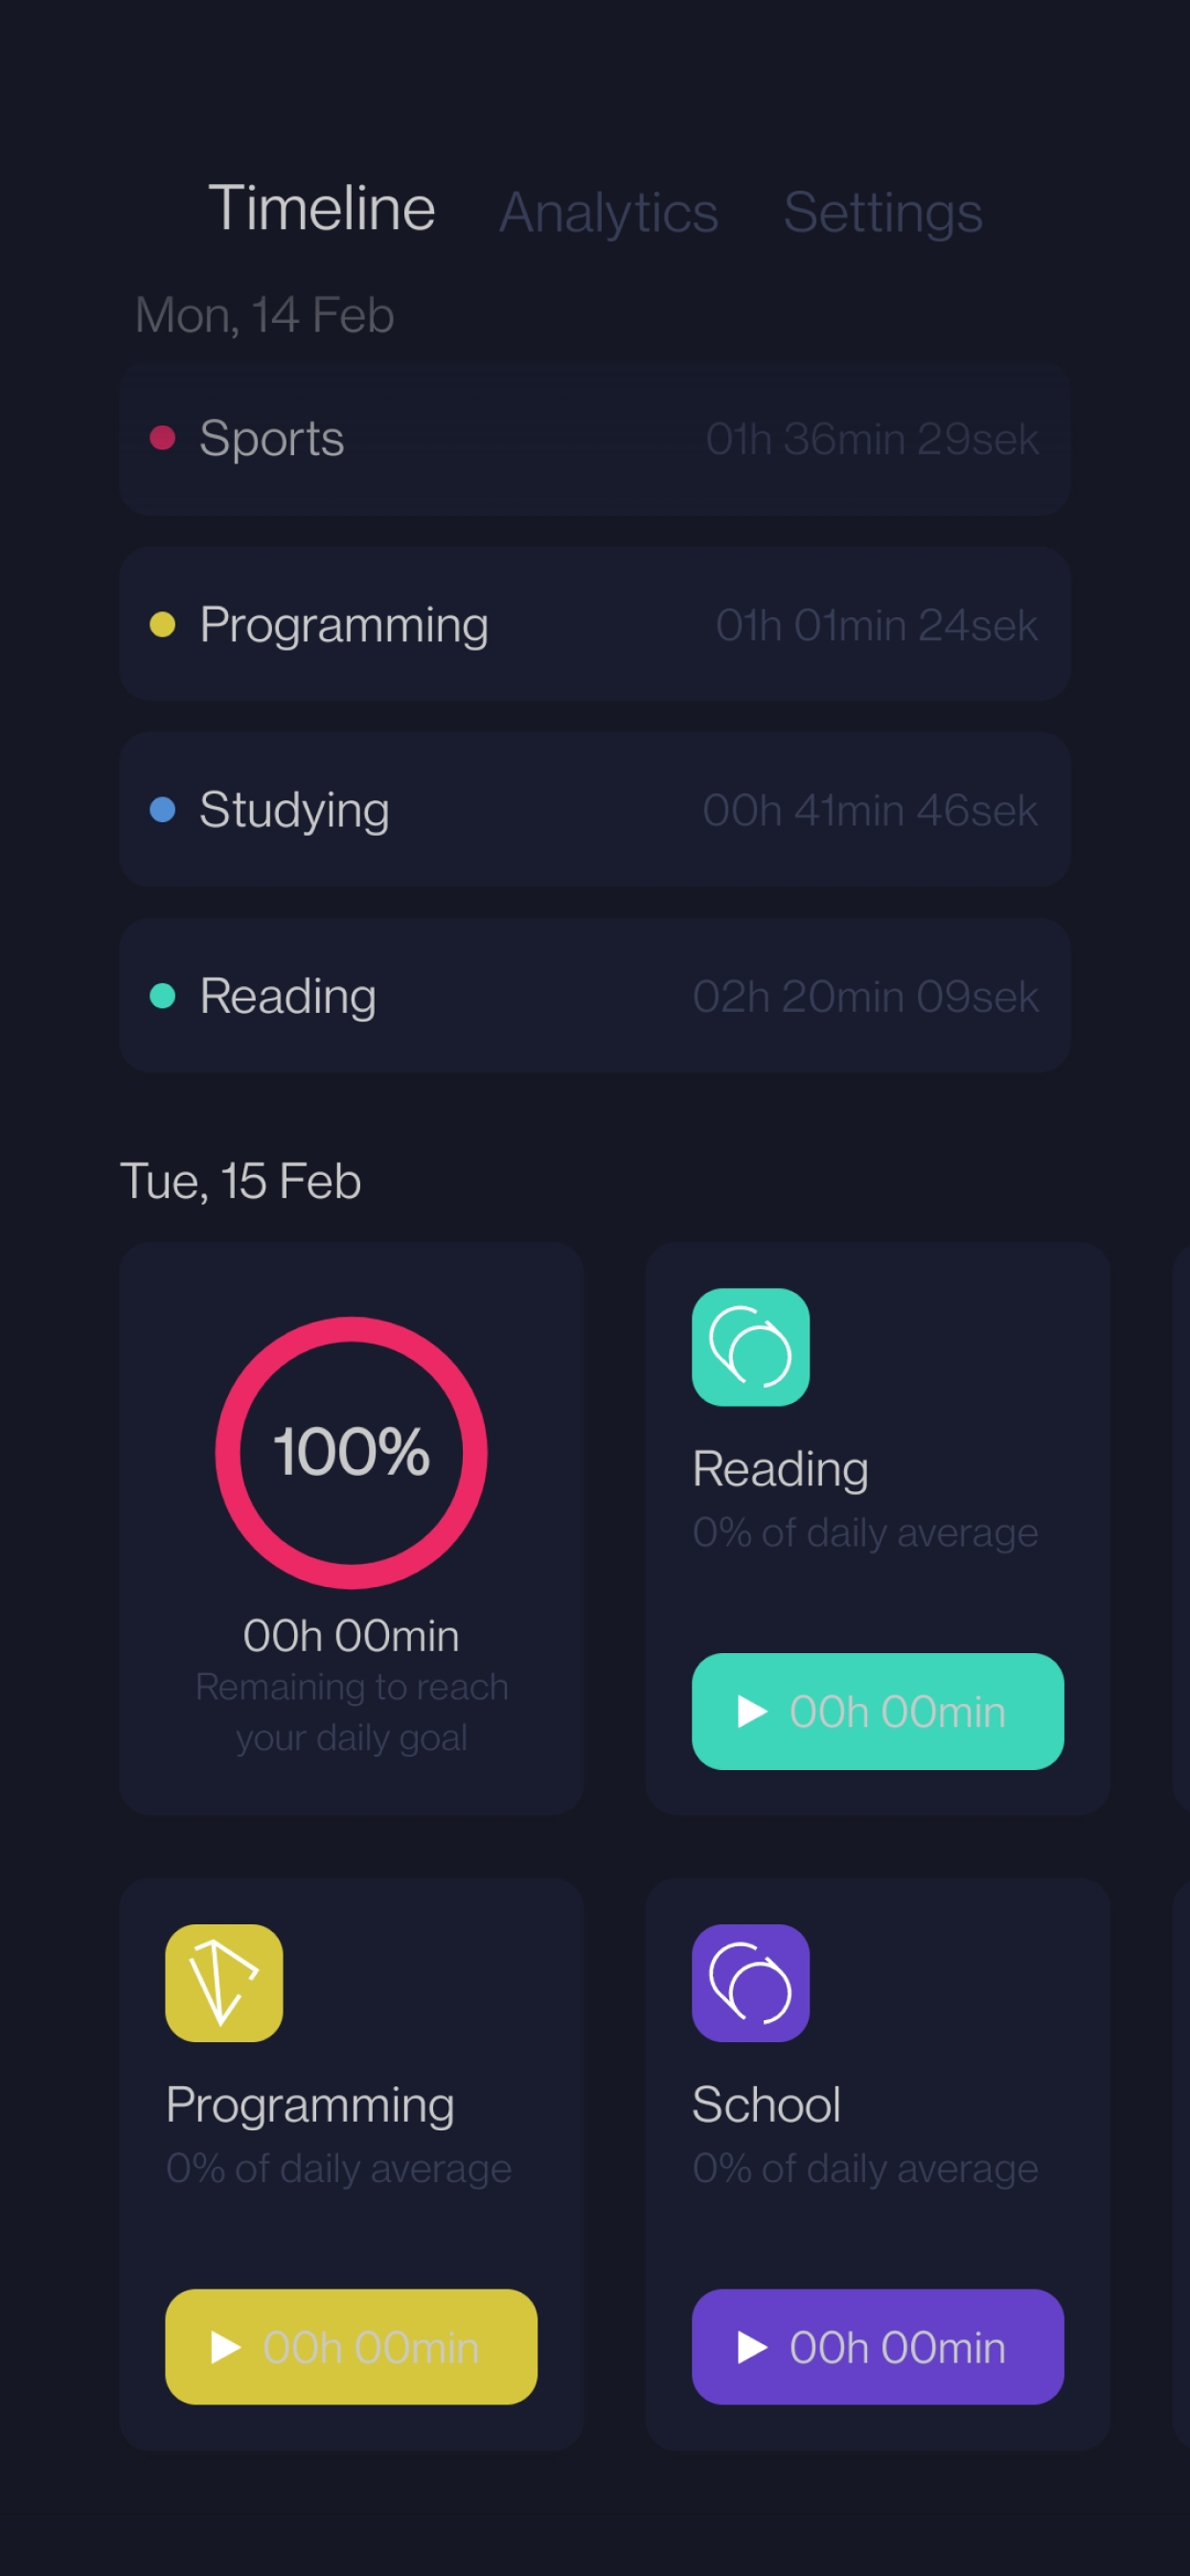 Timeline Analytics Settings
Mon, 14 Feb
Sports 01h 36min 29sek
Programming 01h 01min 24sek
Studying 00h 41min 46sek
Reading 02h 20min 09sek
Tue, 15 Feb
100%
00h 00min
Remaining to reach
your daily goal
Reading
0% of daily average
00h 00min
Programming
0% of daily average
00h 00min
School
0% of daily average
00h 00min